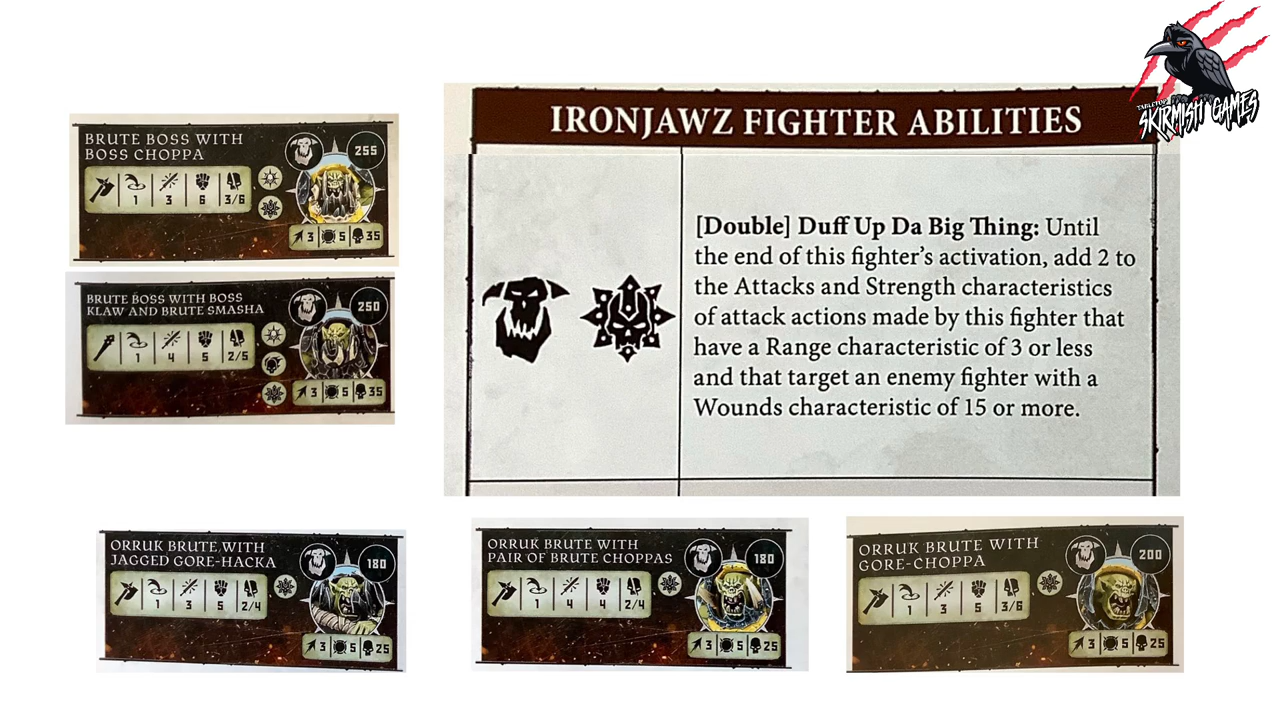 TABLETOP
SKIRMISH GAMES
IRONJAWZ FIGHTER ABILITIES
[Double] Duff Up Da Big Thing: Until
the end of this fighter's activation, add 2 to
the Attacks and Strength characteristics
of attack actions made by this fighter that
have a Range characteristic of 3 or less
and that target an enemy fighter with a
Wounds characteristic of 15 or more.
BRUTE BOSS WITH
BOSS CHOPPA
255
1 3 6 3/6
3 5 35
BRUTE BOSS WITH BOSS
KLAW AND BRUTE SMASHA
250
1 4 5 2/5
3 5 35
ORRUK BRUTE WITH
JAGGED GORE-HACKA
180
1 3 5 2/4
3 5 25
ORRUK BRUTE WITH
PAIR OF BRUTE CHOPPAS
180
1 4 4 2/4
3 5 25
ORRUK BRUTE WITH
GORE-CHOPPA
200
1 3 5 3/6
3 5 25